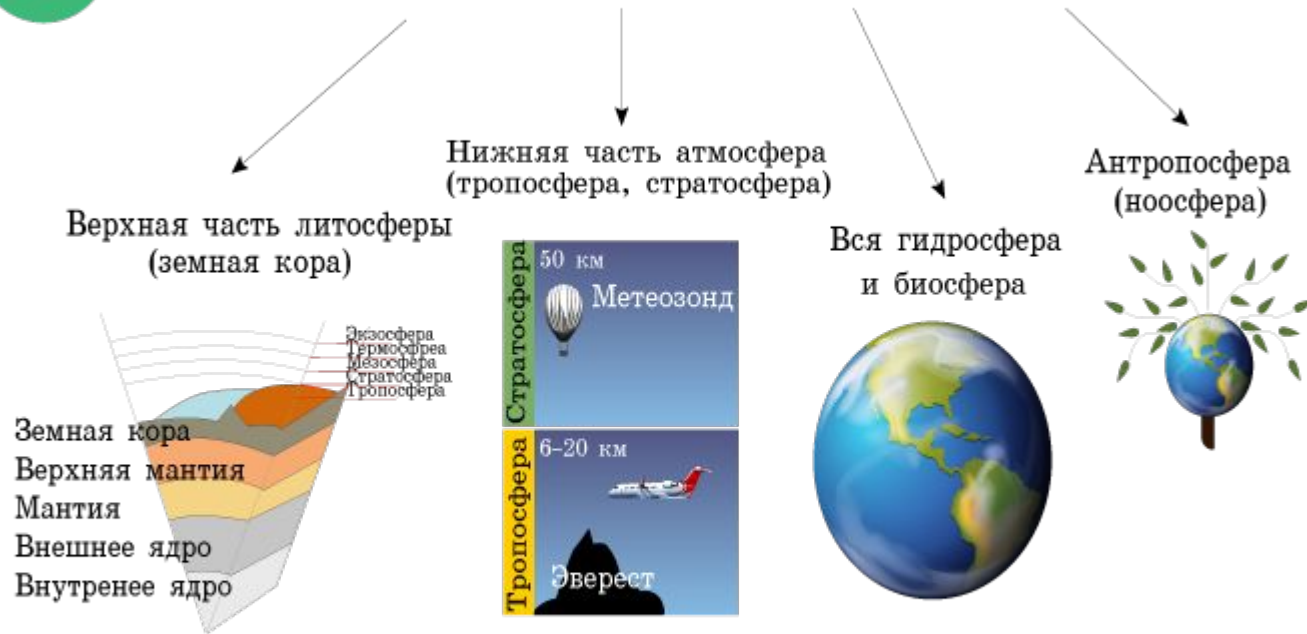 Верхная часть литосферы
(земная кора)
Экзосфера
Термосфреа
Мезосфера
Стратосфера
Тропосфера
Земная кора
Верхняя мантия
Мантия
Внешнее ядро
Внутренее ядро
Нижняя часть атмосфера
(тропосфера, стратосфера)
Стратосфера
50 км
Метеозонд
Тропосфера
6–20 км
Эверест
Вся гидросфера
и биосфера
Антропосфера
(ноосфера)